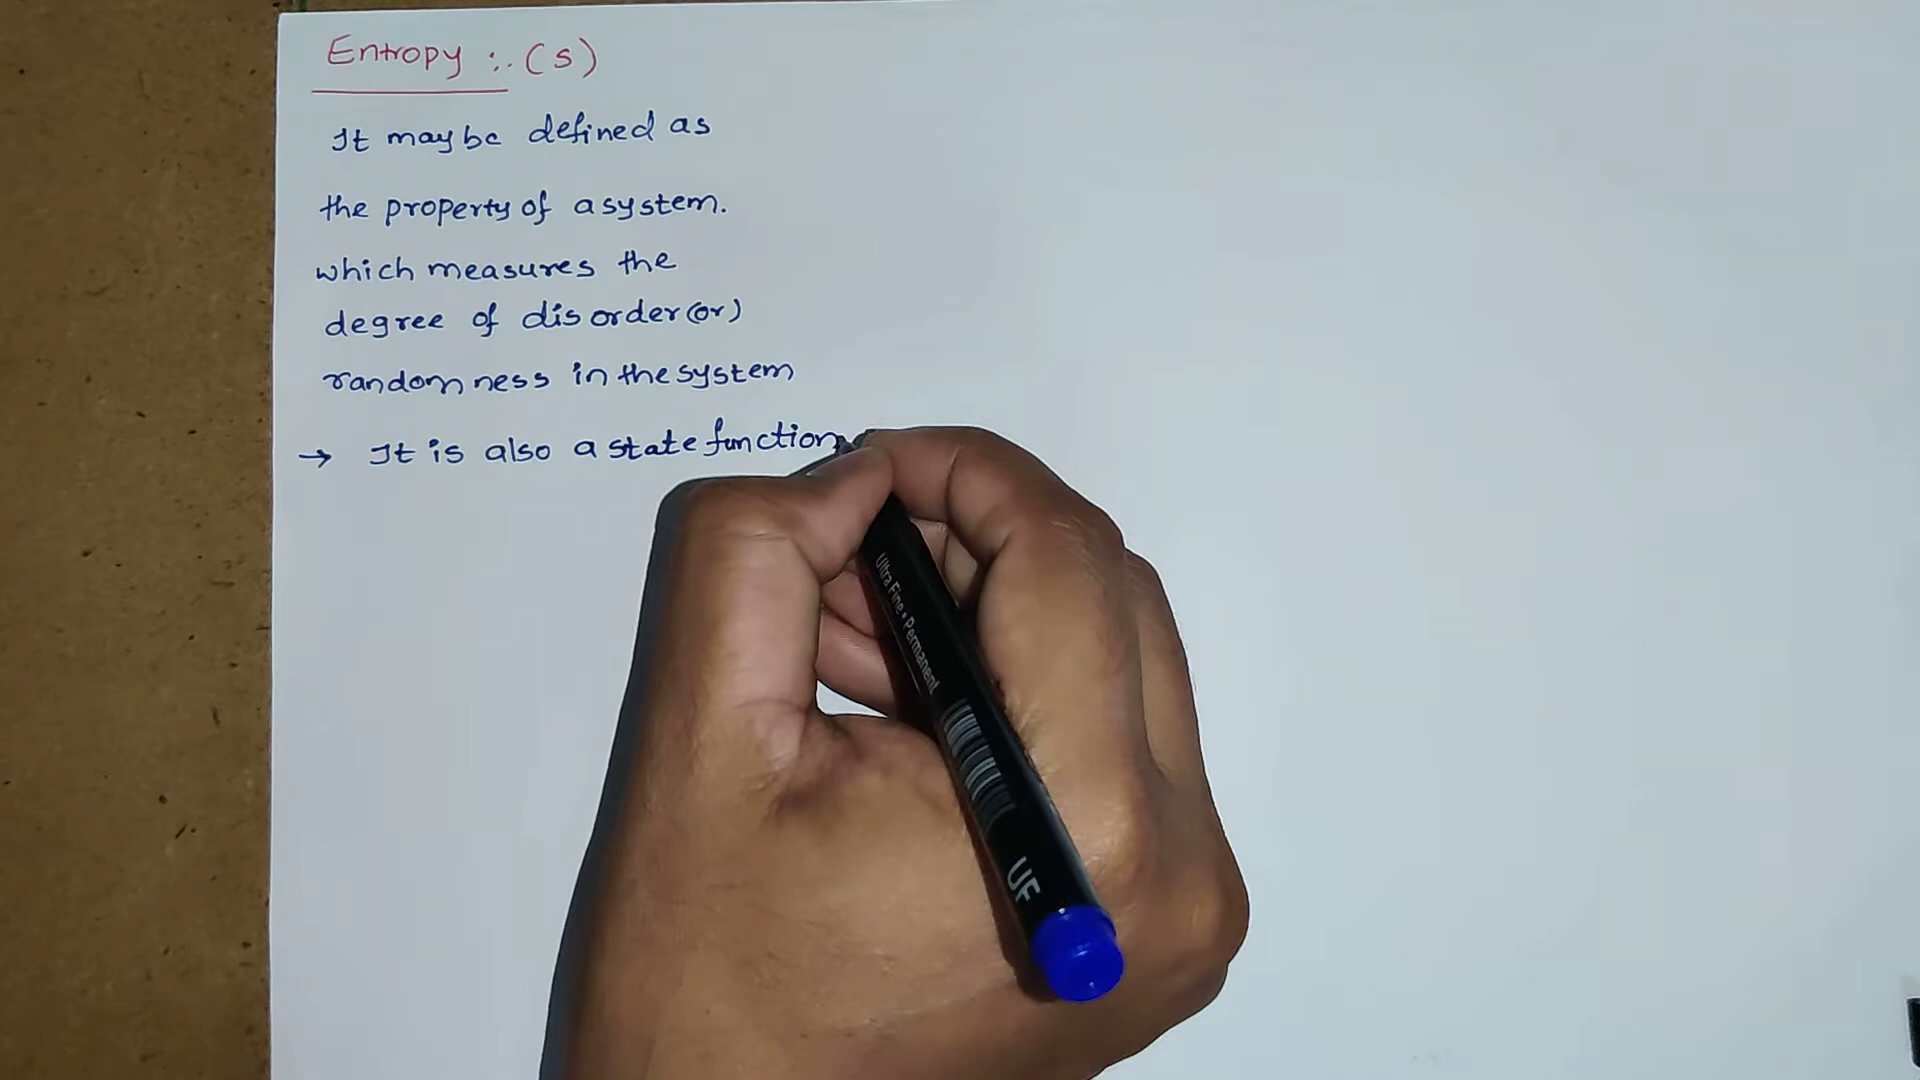 Entropy :. (s)
It may be defined as
the property of a system.
which measures the
degree of disorder (or)
randomness in the system
→ It is also a state function
Ultra Fine • Permanent
UF